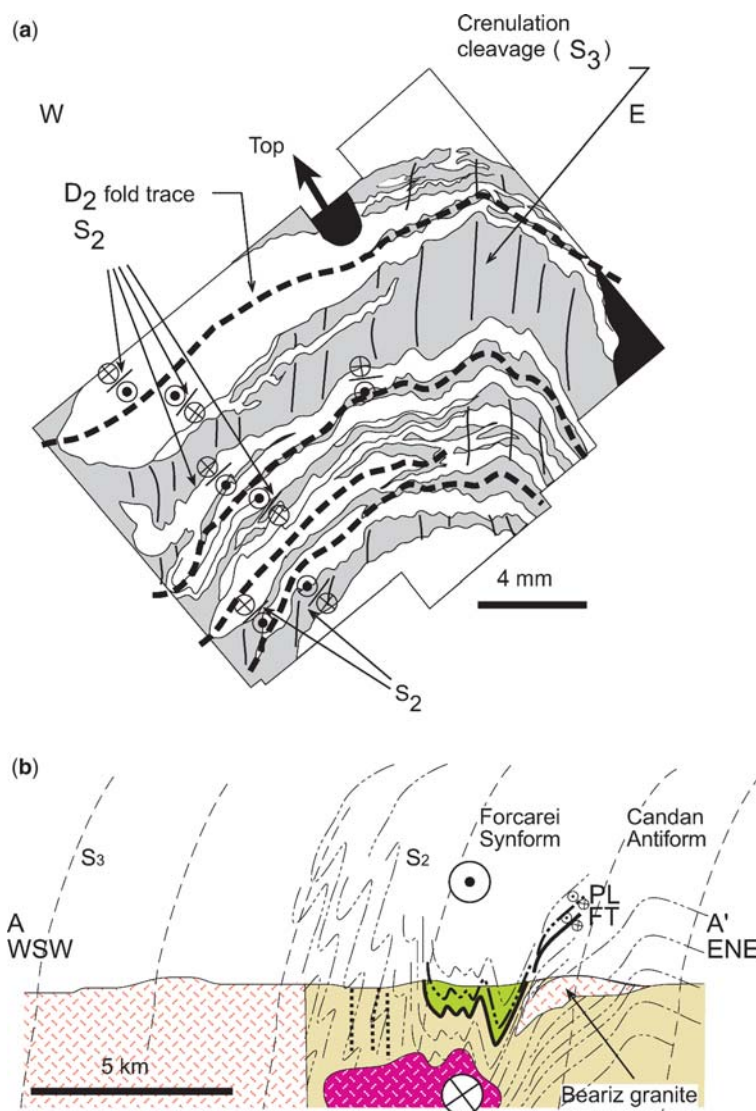 (a)
Crenulation
cleavage ( S3 )
W
E
Top
D2 fold trace
S2
4 mm
S2
(b)
Forcarei
Synform
Candan
Antiform
S3
S2
A
WSW
PL
FT
A'
ENE
5 km
Beariz granite